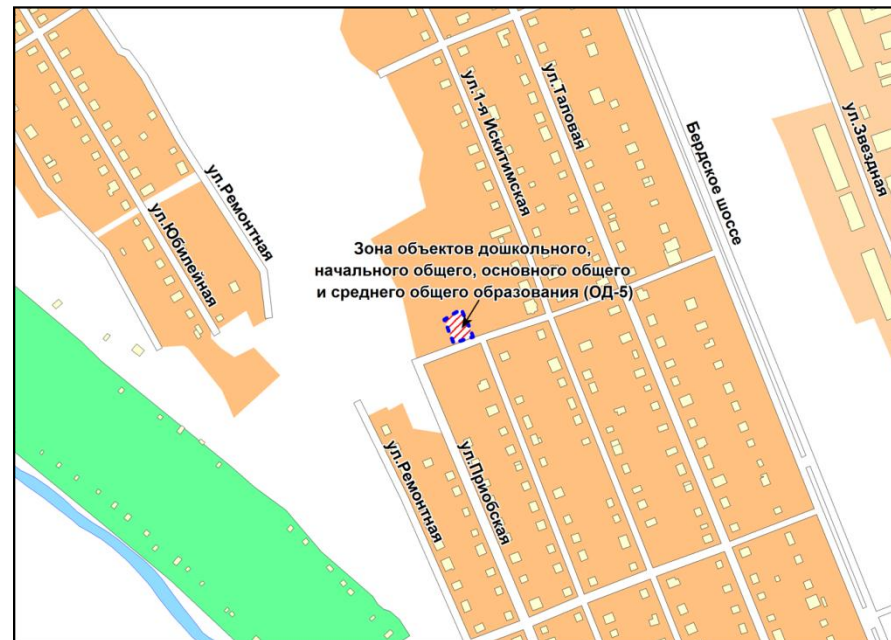 ул.1-я Искитимская
ул.Таловая
Бердское шоссе
ул.Звездная
ул.Ремонтная
ул.Юбилейная
Зона объектов дошкольного,
начального общего, основного общего
и среднего общего образования (ОД-5)
ул.Ремонтная
ул.Приобская